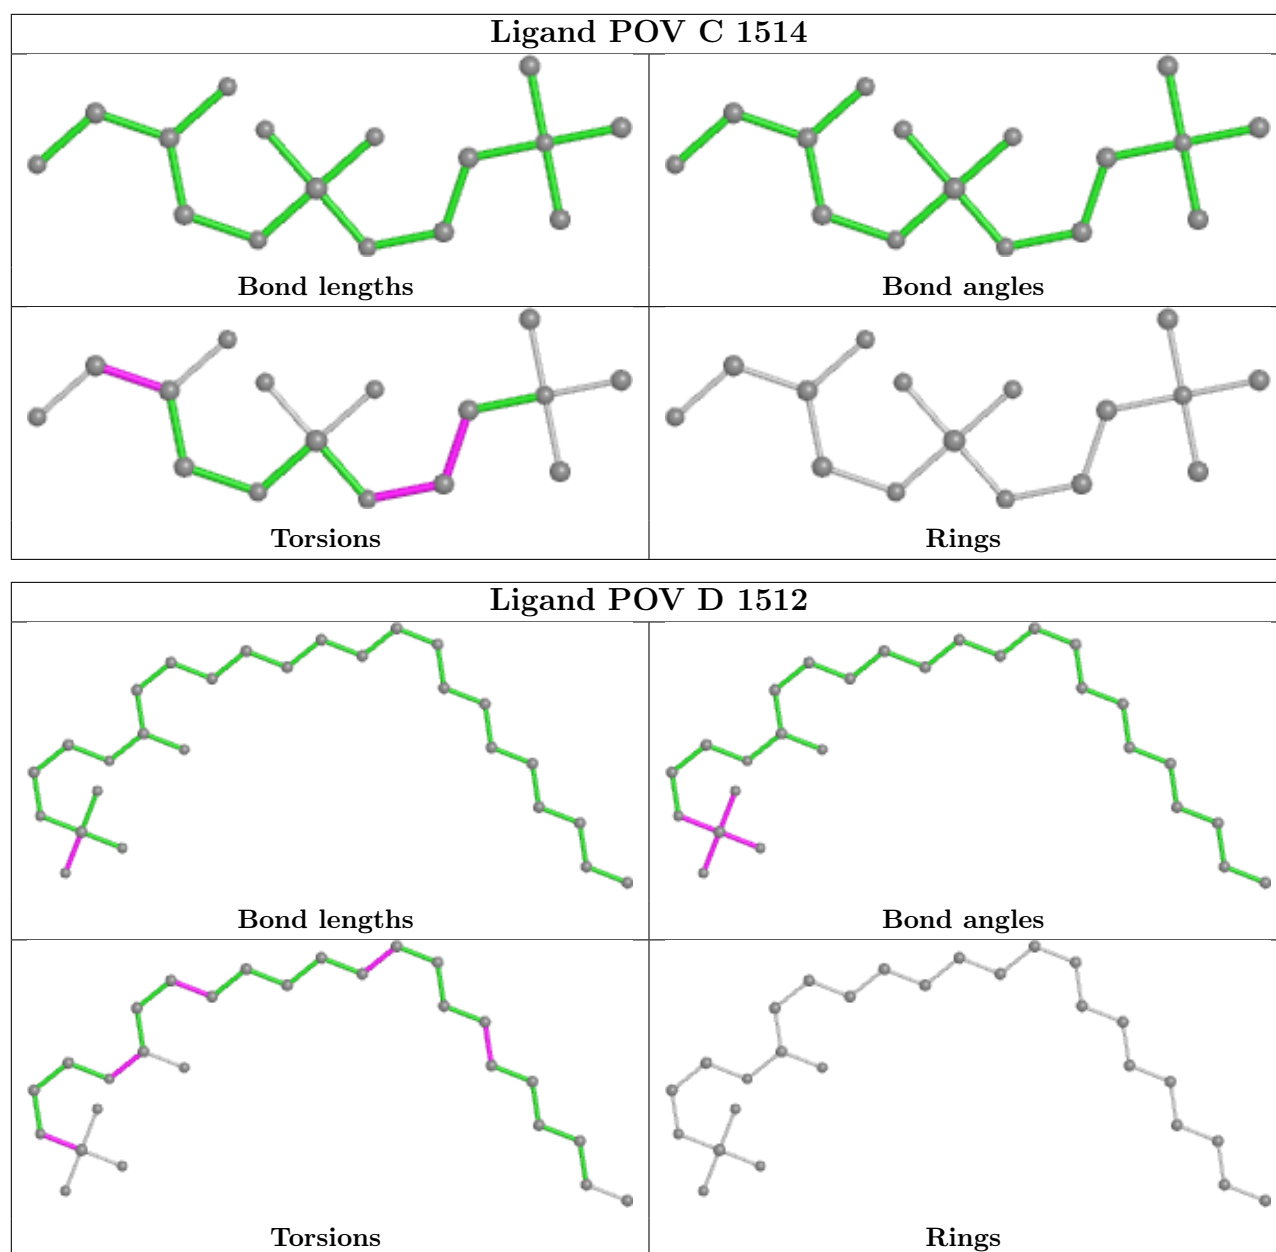 Ligand POV C 1514
Bond lengths
Bond angles
Torsions
Rings
Ligand POV D 1512
Bond lengths
Bond angles
Torsions
Rings